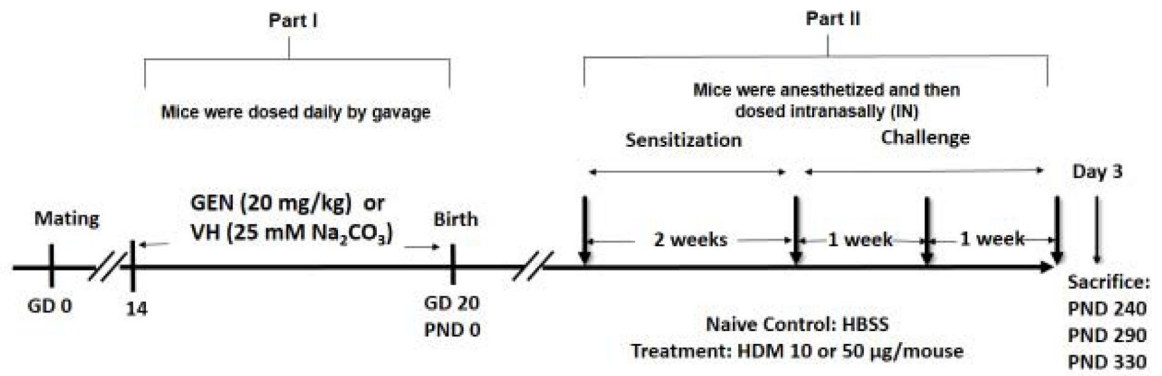 Part I
Part II
Mice were dosed daily by gavage
Mice were anesthetized and then
dosed intranasally (IN)
Sensitization
Challenge
Day 3
Mating
GEN (20 mg/kg) or
VH (25 mM Na₂CO₃)
Birth
2 weeks
1 week
1 week
GD 0
14
GD 20
PND 0
Naive Control: HBSS
Treatment: HDM 10 or 50 µg/mouse
Sacrifice:
PND 240
PND 290
PND 330